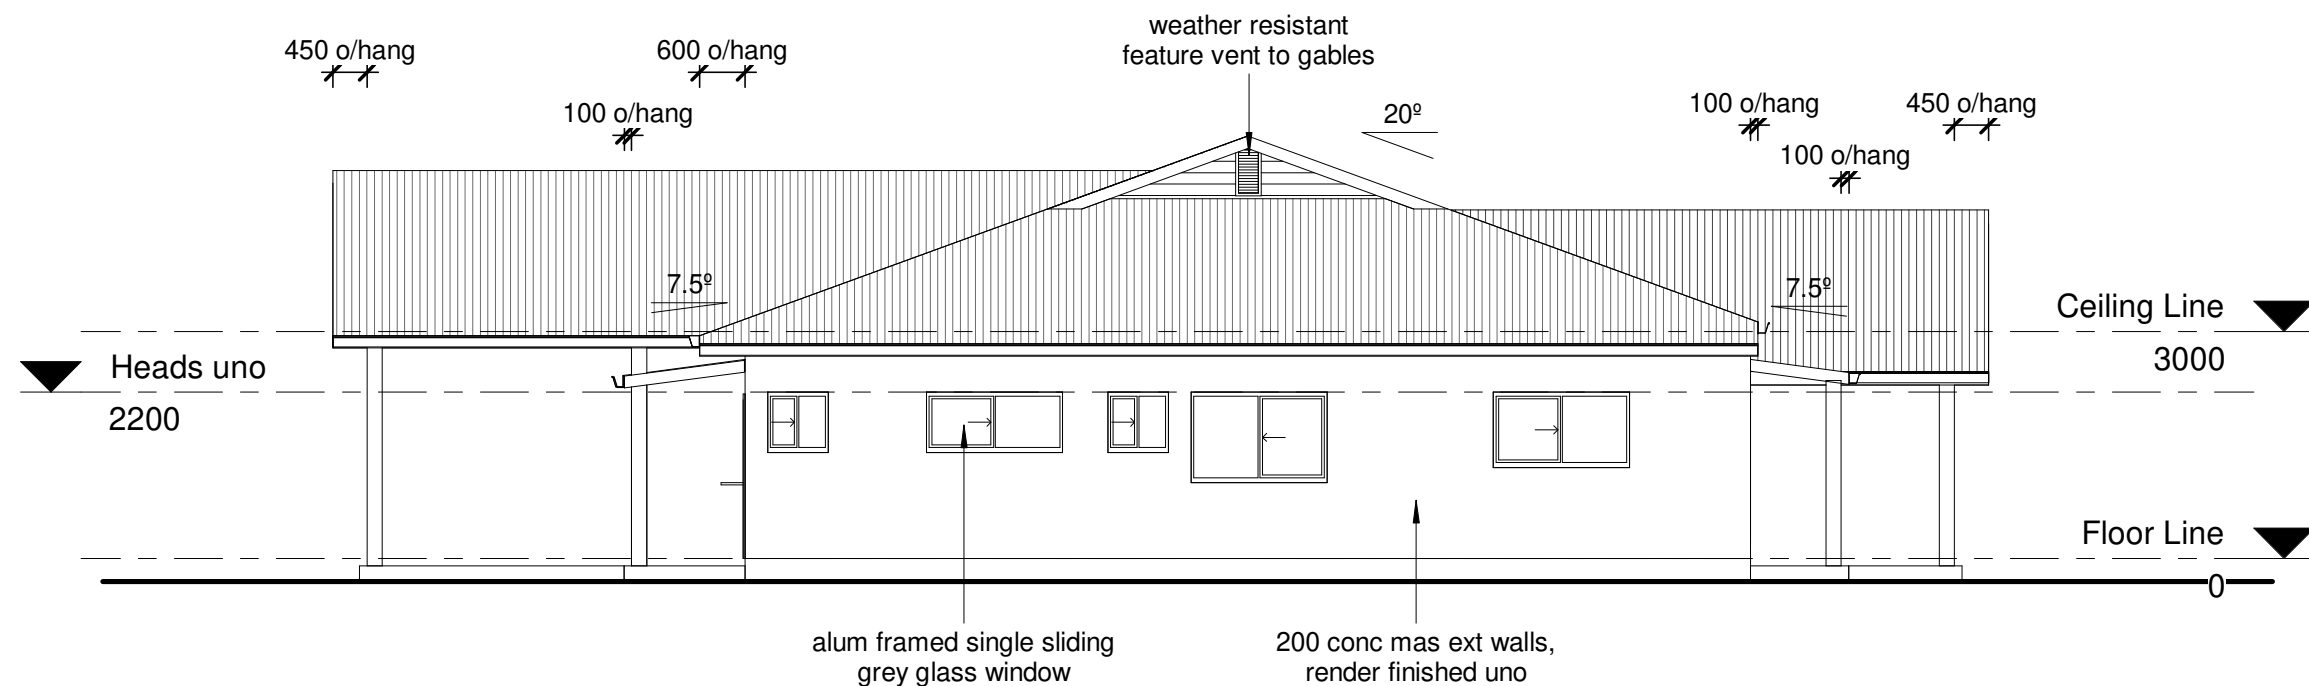 weather resistant
feature vent to gables
450 o/hang
600 o/hang
100 o/hang
20º
100 o/hang
450 o/hang
100 o/hang
7.5º
7.5º
Ceiling Line
3000
Heads uno
2200
Floor Line
0
alum framed single sliding
grey glass window
200 conc mas ext walls,
render finished uno